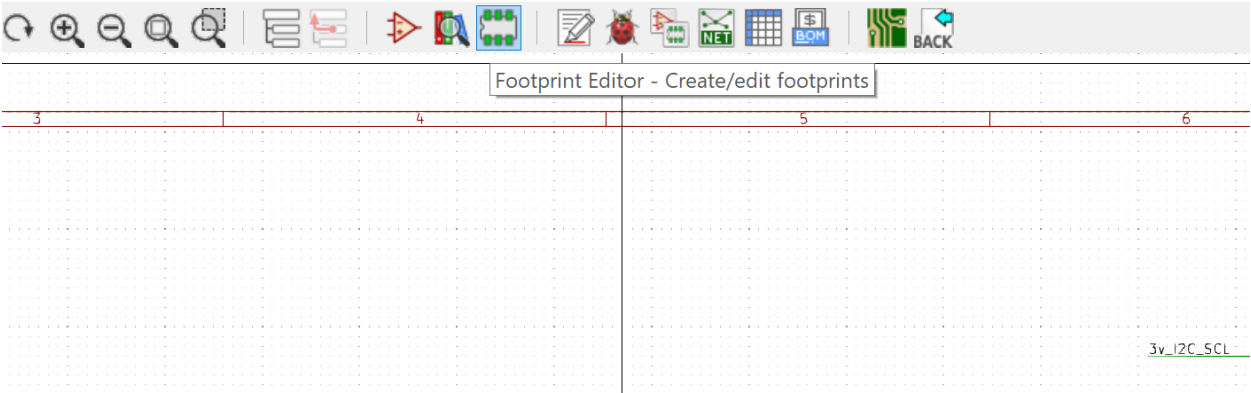 NET
$
BOM
BACK
Footprint Editor - Create/edit footprints
3 4 5 6
3v_I2C_SCL